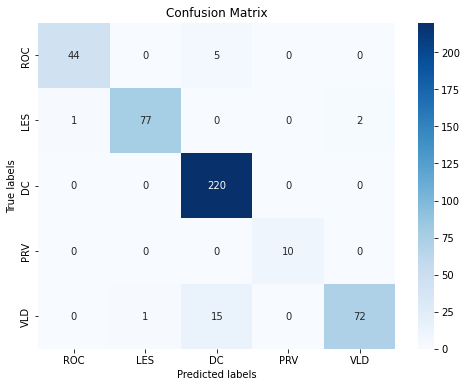 Confusion Matrix
ROC 44 0 5 0 0
LES 1 77 0 0 2
DC 0 0 220 0 0
PRV 0 0 0 10 0
VLD 0 1 15 0 72
ROC LES DC PRV VLD
Predicted labels
True labels
200
175
150
125
100
75
50
25
0